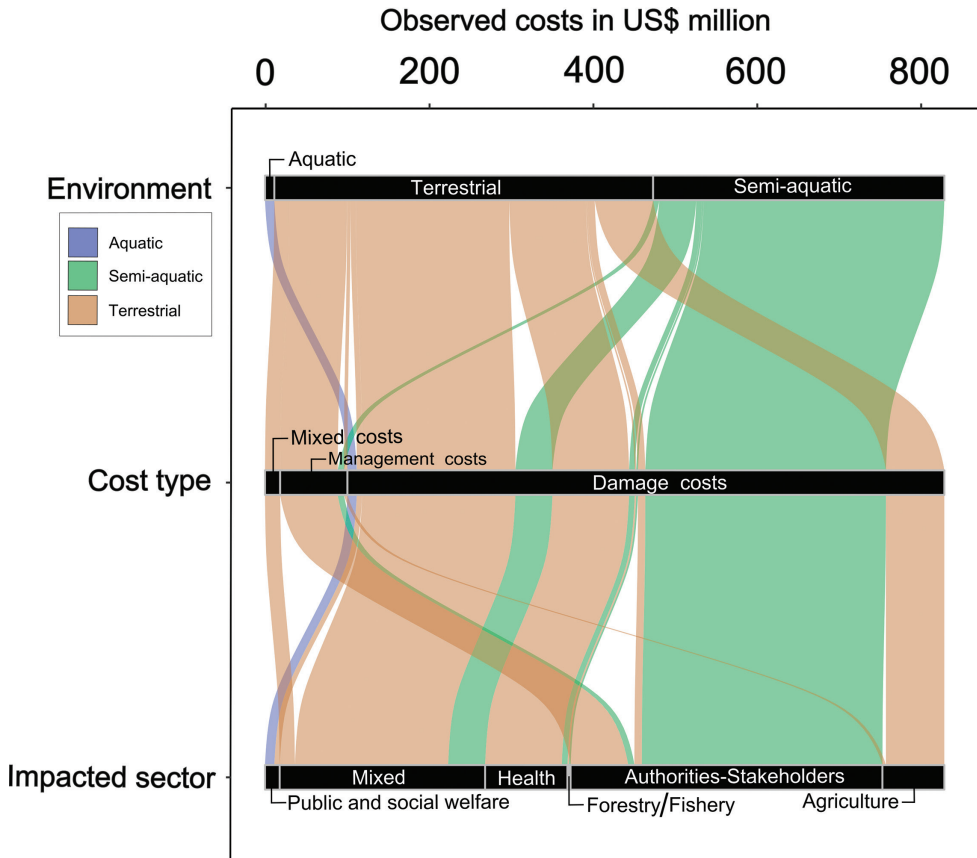 Observed costs in US$ million
0 200 400 600 800
Aquatic
Environment
Terrestrial
Semi-aquatic
Aquatic
Semi-aquatic
Terrestrial
Mixed costs
Management costs
Cost type
Damage costs
Impacted sector
Mixed
Health
Authorities-Stakeholders
Public and social welfare
Forestry/Fishery
Agriculture